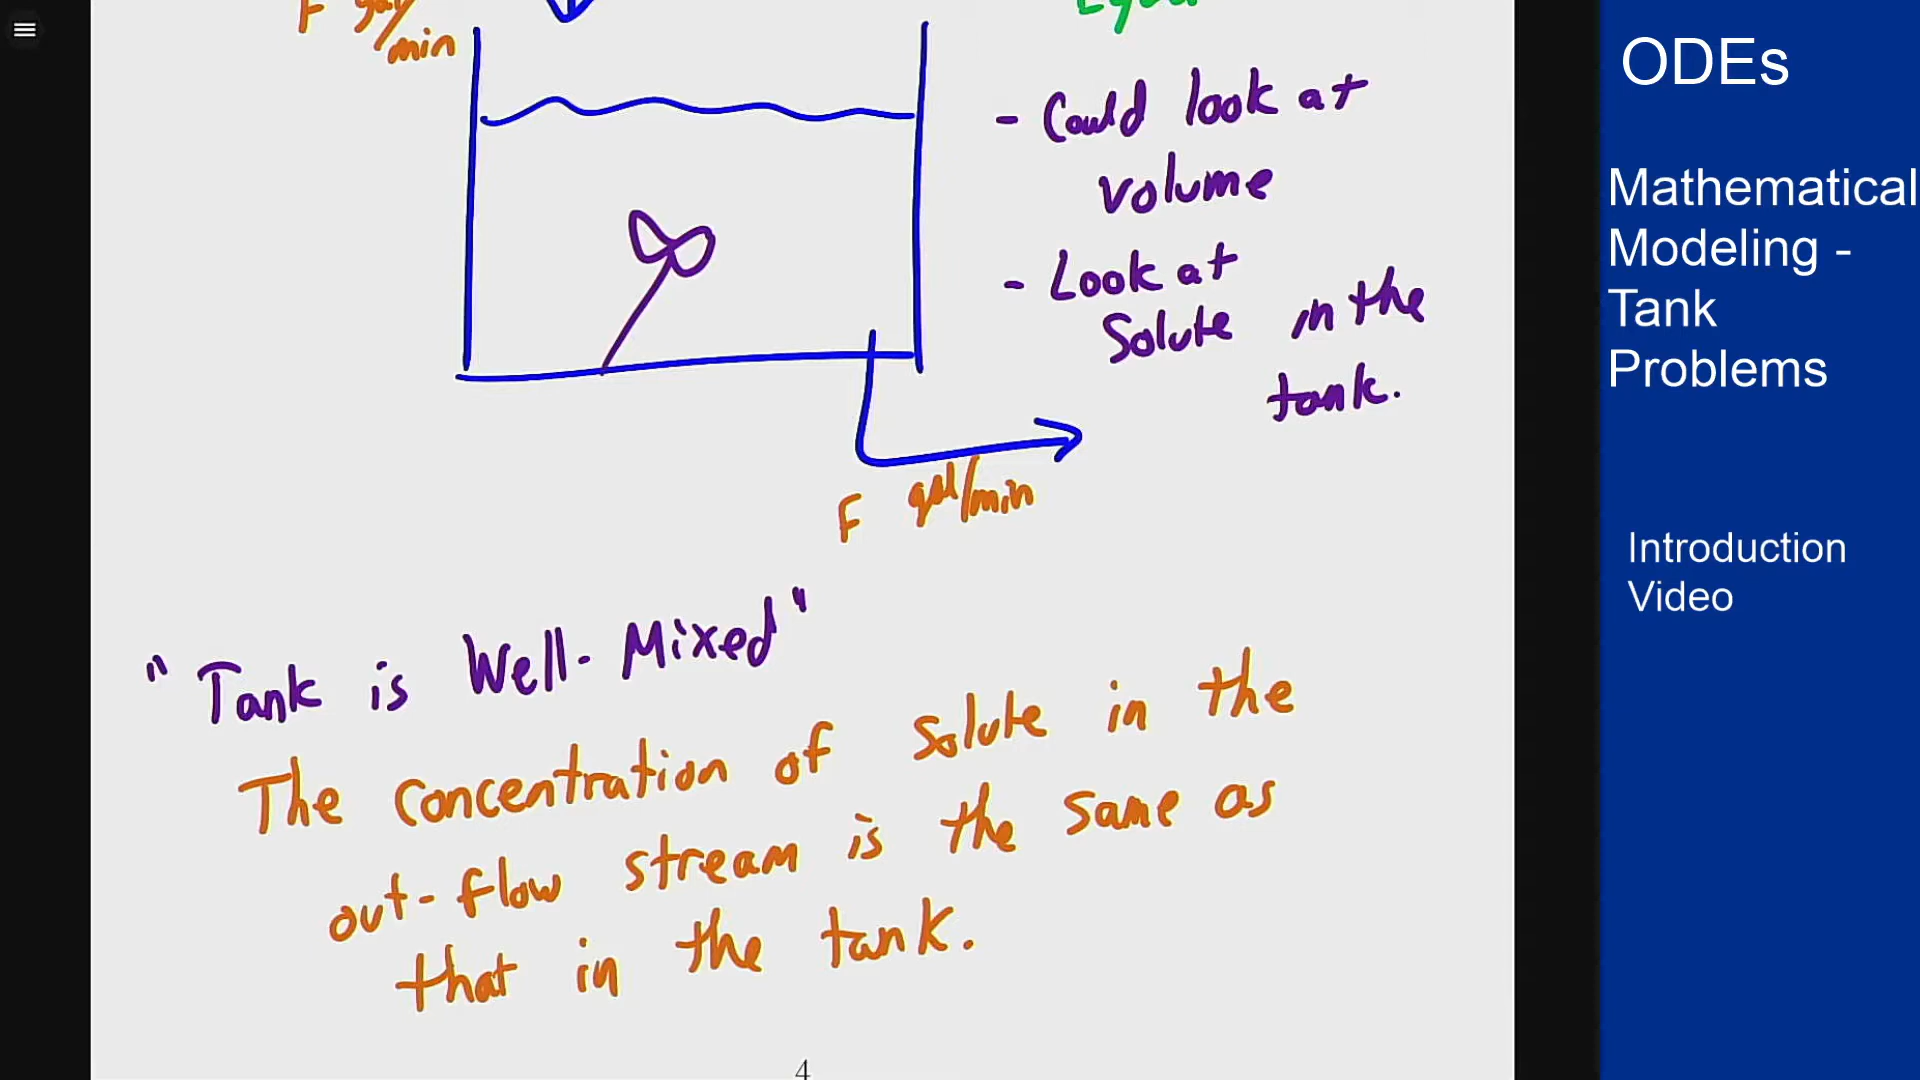 F gal/
min
- Could look at
volume
- Look at
Solute in the
tank.
F gal/min
"Tank is Well-Mixed"
The concentration of solute in the
out-flow stream is the same as
that in the tank.
4
ODEs
Mathematical
Modeling -
Tank
Problems
Introduction
Video